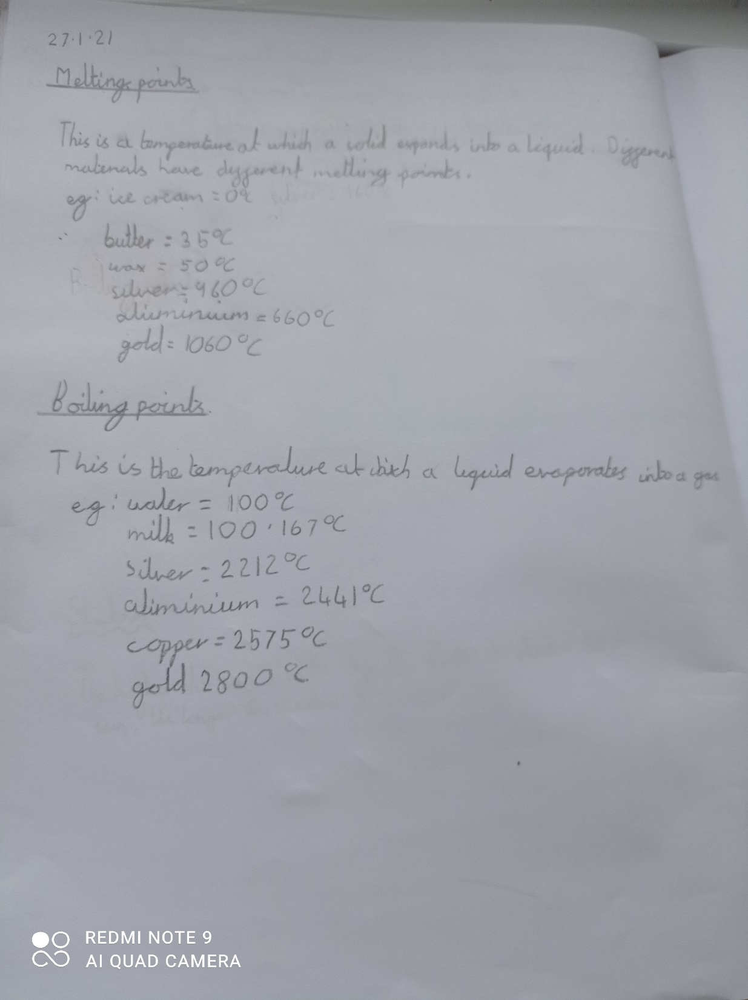 27.1.21
Melting points
This is a temperature at which a solid expands into a liquid. Different
materials have different melting points.
eg: ice cream = 0°C
butter = 35°C
wax = 50°C
silver = 960°C
aluminium = 660°C
gold = 1060°C
Boiling points.
This is the temperature at which a liquid evaporates into a gas
eg: water = 100°C
milk = 100.167°C
silver = 2212°C
aliminium = 2441°C
copper = 2575°C
gold 2800°C
REDMI NOTE 9
AI QUAD CAMERA